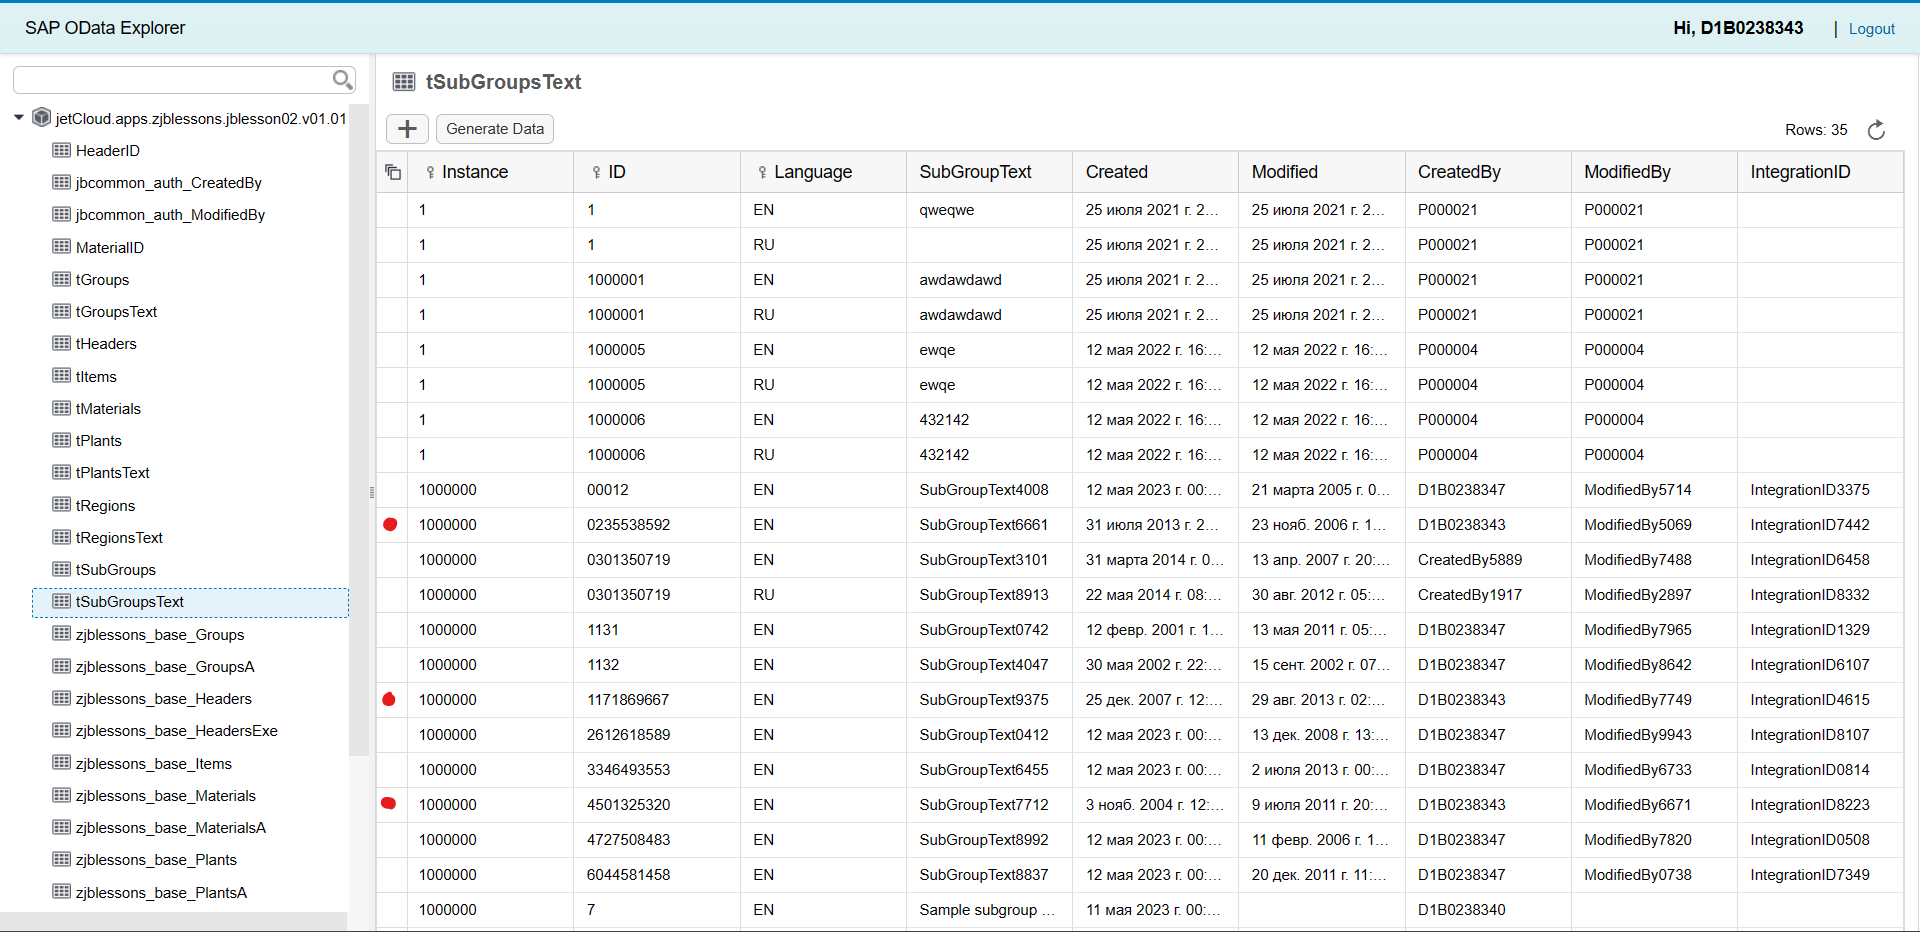 SAP OData Explorer
Hi, D1B0238343 | Logout
jetCloud.apps.zjblessons.jblesson02.v01.01
HeaderID
jbcommon_auth_CreatedBy
jbcommon_auth_ModifiedBy
MaterialID
tGroups
tGroupsText
tHeaders
tItems
tMaterials
tPlants
tPlantsText
tRegions
tRegionsText
tSubGroups
tSubGroupsText
zjblessons_base_Groups
zjblessons_base_GroupsA
zjblessons_base_Headers
zjblessons_base_HeadersExe
zjblessons_base_Items
zjblessons_base_Materials
zjblessons_base_MaterialsA
zjblessons_base_Plants
zjblessons_base_PlantsA
tSubGroupsText
Generate Data
Rows: 35
Instance ID Language SubGroupText Created Modified CreatedBy ModifiedBy IntegrationID
1 1 EN qweqwe 25 июля 2021 г. 2... 25 июля 2021 г. 2... P000021 P000021
1 1 RU 25 июля 2021 г. 2... 25 июля 2021 г. 2... P000021 P000021
1 1000001 EN awdawdawd 25 июля 2021 г. 2... 25 июля 2021 г. 2... P000021 P000021
1 1000001 RU awdawdawd 25 июля 2021 г. 2... 25 июля 2021 г. 2... P000021 P000021
1 1000005 EN ewqe 12 мая 2022 г. 16:... 12 мая 2022 г. 16:... P000004 P000004
1 1000005 RU ewqe 12 мая 2022 г. 16:... 12 мая 2022 г. 16:... P000004 P000004
1 1000006 EN 432142 12 мая 2022 г. 16:... 12 мая 2022 г. 16:... P000004 P000004
1 1000006 RU 432142 12 мая 2022 г. 16:... 12 мая 2022 г. 16:... P000004 P000004
1000000 00012 EN SubGroupText4008 12 мая 2023 г. 00:... 21 марта 2005 г. 0... D1B0238347 ModifiedBy5714 IntegrationID3375
1000000 0235538592 EN SubGroupText6661 31 июля 2013 г. 2... 23 нояб. 2006 г. 1... D1B0238343 ModifiedBy5069 IntegrationID7442
1000000 0301350719 EN SubGroupText3101 31 марта 2014 г. 0... 13 апр. 2007 г. 20:... CreatedBy5889 ModifiedBy7488 IntegrationID6458
1000000 0301350719 RU SubGroupText8913 22 мая 2014 г. 08:... 30 авг. 2012 г. 05:... CreatedBy1917 ModifiedBy2897 IntegrationID8332
1000000 1131 EN SubGroupText0742 12 февр. 2001 г. 1... 13 мая 2011 г. 05:... D1B0238347 ModifiedBy7965 IntegrationID1329
1000000 1132 EN SubGroupText4047 30 мая 2002 г. 22:... 15 сент. 2002 г. 07... D1B0238347 ModifiedBy8642 IntegrationID6107
1000000 1171869667 EN SubGroupText9375 25 дек. 2007 г. 12:... 29 авг. 2013 г. 02:... D1B0238343 ModifiedBy7749 IntegrationID4615
1000000 2612618589 EN SubGroupText0412 12 мая 2023 г. 00:... 13 дек. 2008 г. 13:... D1B0238347 ModifiedBy9943 IntegrationID8107
1000000 3346493553 EN SubGroupText6455 12 мая 2023 г. 00:... 2 июля 2013 г. 00:... D1B0238347 ModifiedBy6733 IntegrationID0814
1000000 4501325320 EN SubGroupText7712 3 нояб. 2004 г. 12:... 9 июля 2011 г. 20:... D1B0238343 ModifiedBy6671 IntegrationID8223
1000000 4727508483 EN SubGroupText8992 12 мая 2023 г. 00:... 11 февр. 2006 г. 1... D1B0238347 ModifiedBy7820 IntegrationID0508
1000000 6044581458 EN SubGroupText8837 12 мая 2023 г. 00:... 20 дек. 2011 г. 11:... D1B0238347 ModifiedBy0738 IntegrationID7349
1000000 7 EN Sample subgroup ... 11 мая 2023 г. 00:... D1B0238340